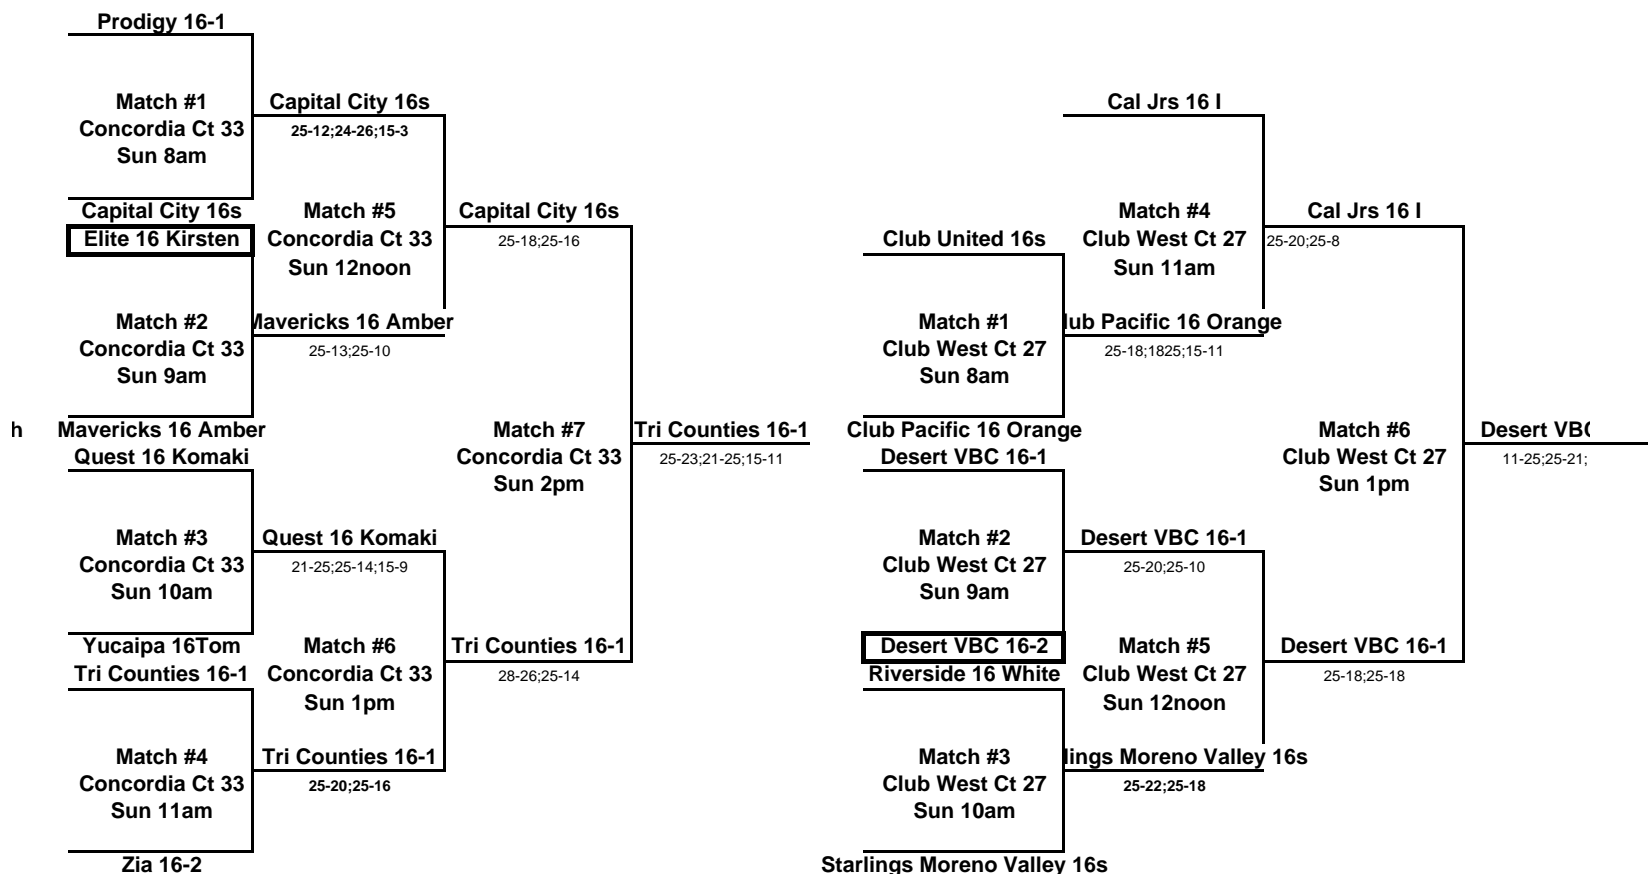 Prodigy 16-1
Match #1
Concordia Ct 33
Sun 8am
Capital City 16s
25-12;24-26;15-3
Capital City 16s
Elite 16 Kirsten
Match #5
Concordia Ct 33
Sun 12noon
Capital City 16s
25-18;25-16
Match #2
Concordia Ct 33
Sun 9am
Mavericks 16 Amber
25-13;25-10
h
Mavericks 16 Amber
Quest 16 Komaki
Match #7
Concordia Ct 33
Sun 2pm
Tri Counties 16-1
25-23;21-25;15-11
Match #3
Concordia Ct 33
Sun 10am
Quest 16 Komaki
21-25;25-14;15-9
Yucaipa 16Tom
Tri Counties 16-1
Match #6
Concordia Ct 33
Sun 1pm
Tri Counties 16-1
28-26;25-14
Match #4
Concordia Ct 33
Sun 11am
Tri Counties 16-1
25-20;25-16
Zia 16-2
Cal Jrs 16 I
Match #4
Club West Ct 27
Sun 11am
Cal Jrs 16 I
25-20;25-8
Club United 16s
Match #1
Club West Ct 27
Sun 8am
lub Pacific 16 Orange
25-18;1825;15-11
Club Pacific 16 Orange
Desert VBC 16-1
Match #6
Club West Ct 27
Sun 1pm
Desert VB
11-25;25-21;
Match #2
Club West Ct 27
Sun 9am
Desert VBC 16-1
25-20;25-10
Desert VBC 16-2
Riverside 16 White
Match #5
Club West Ct 27
Sun 12noon
Desert VBC 16-1
25-18;25-18
Match #3
Club West Ct 27
Sun 10am
lings Moreno Valley 16s
25-22;25-18
Starlings Moreno Valley 16s